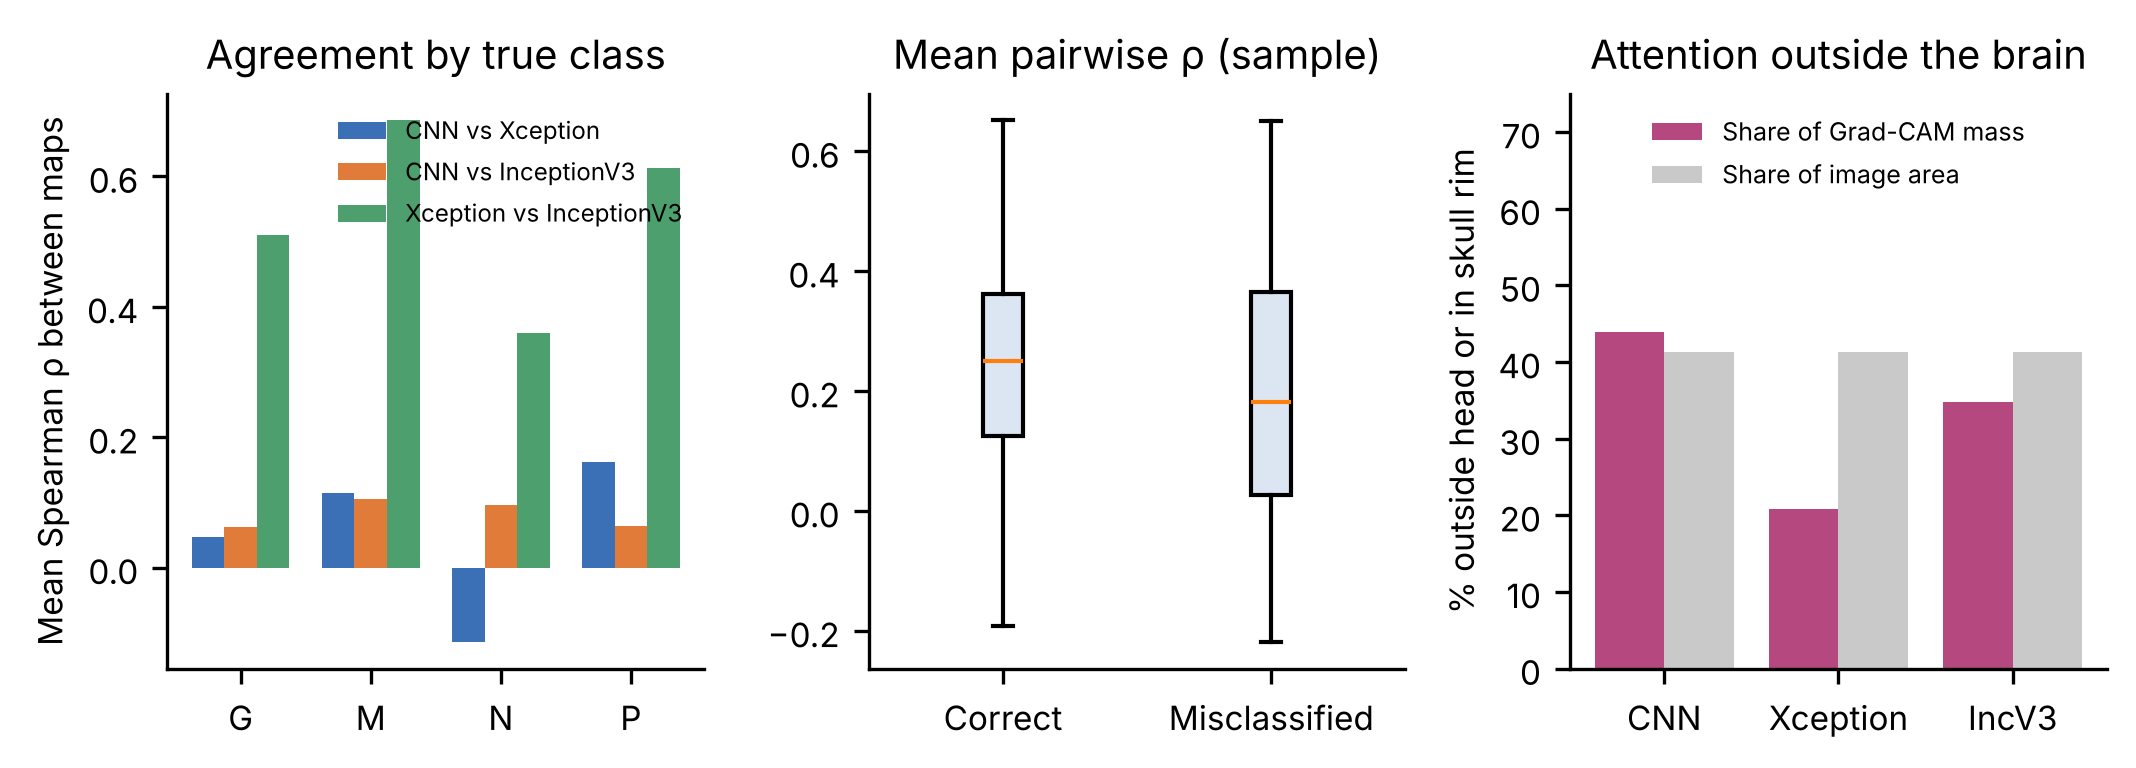 Agreement by true class
Mean Spearman ρ between maps
0.6
0.4
0.2
0.0
CNN vs Xception
CNN vs InceptionV3
Xception vs InceptionV3
G M N P
Mean pairwise ρ (sample)
0.6
0.4
0.2
0.0
−0.2
Correct Misclassified
Attention outside the brain
% outside head or in skull rim
70
60
50
40
30
20
10
0
Share of Grad-CAM mass
Share of image area
CNN Xception IncV3